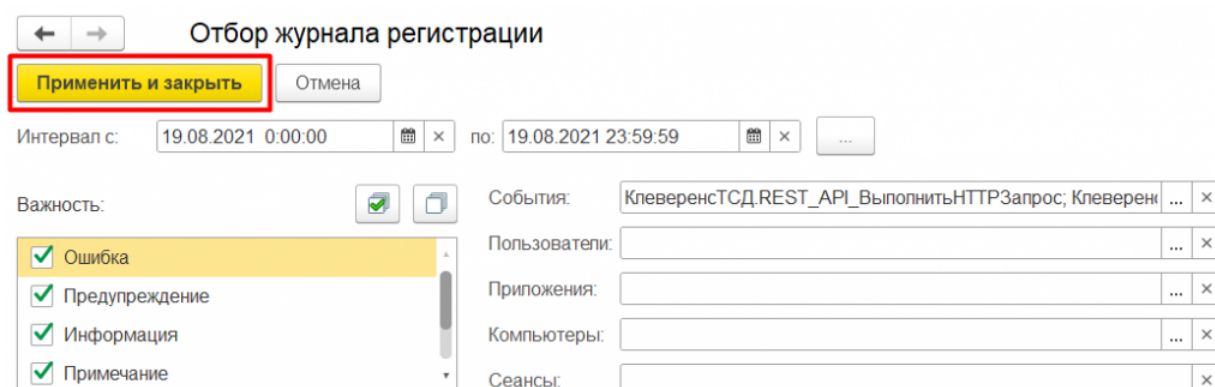 Отбор журнала регистрации
Применить и закрыть Отмена
Интервал с: 19.08.2021 0:00:00 по: 19.08.2021 23:59:59 ...
Важность:
События: КлеверенсТСД.REST_API_ВыполнитьHTTPЗапрос; Клеверен ...
Ошибка
Пользователи: ...
Предупреждение
Приложения: ...
Информация
Компьютеры: ...
Примечание
Сеансы: